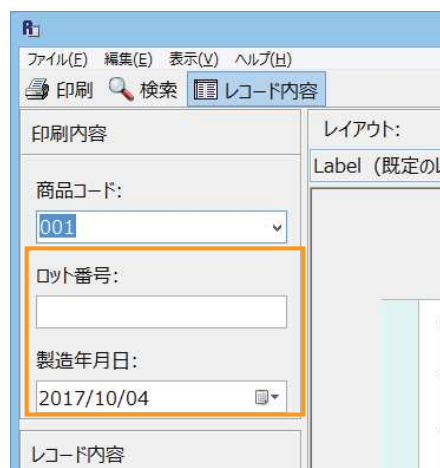 ファイル(F) 編集(E) 表示(V) ヘルプ(H)
印刷 検索 レコード内容
印刷内容
レイアウト:
Label (既定の
商品コード:
001
ロット番号:
製造年月日:
2017/10/04
レコード内容